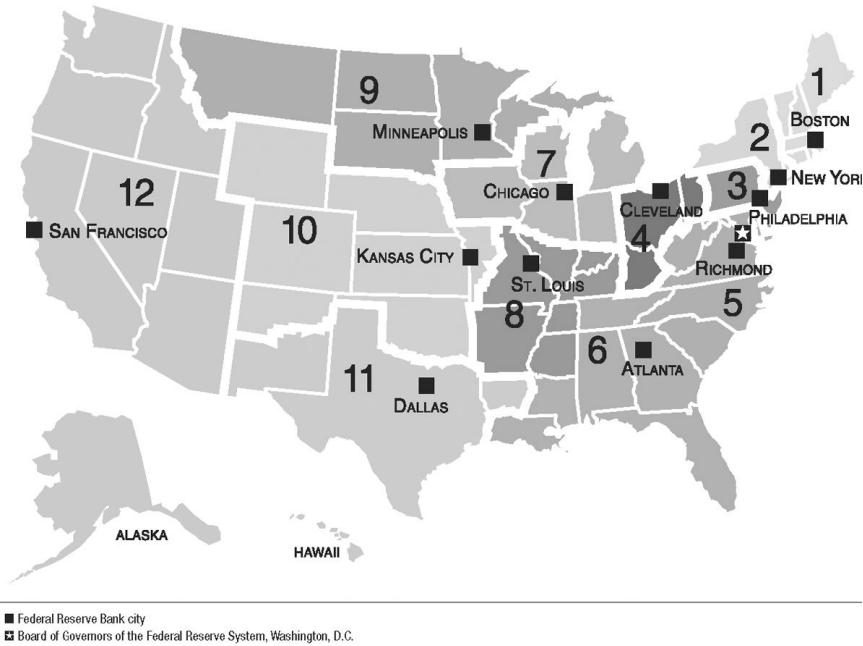 1
BOSTON
2
NEW YORK
3
PHILADELPHIA
4
CLEVELAND
5
RICHMOND
6
ATLANTA
7
CHICAGO
8
ST. LOUIS
9
MINNEAPOLIS
10
KANSAS CITY
11
DALLAS
12
SAN FRANCISCO
ALASKA
HAWAII
Federal Reserve Bank city
Board of Governors of the Federal Reserve System, Washington, D.C.